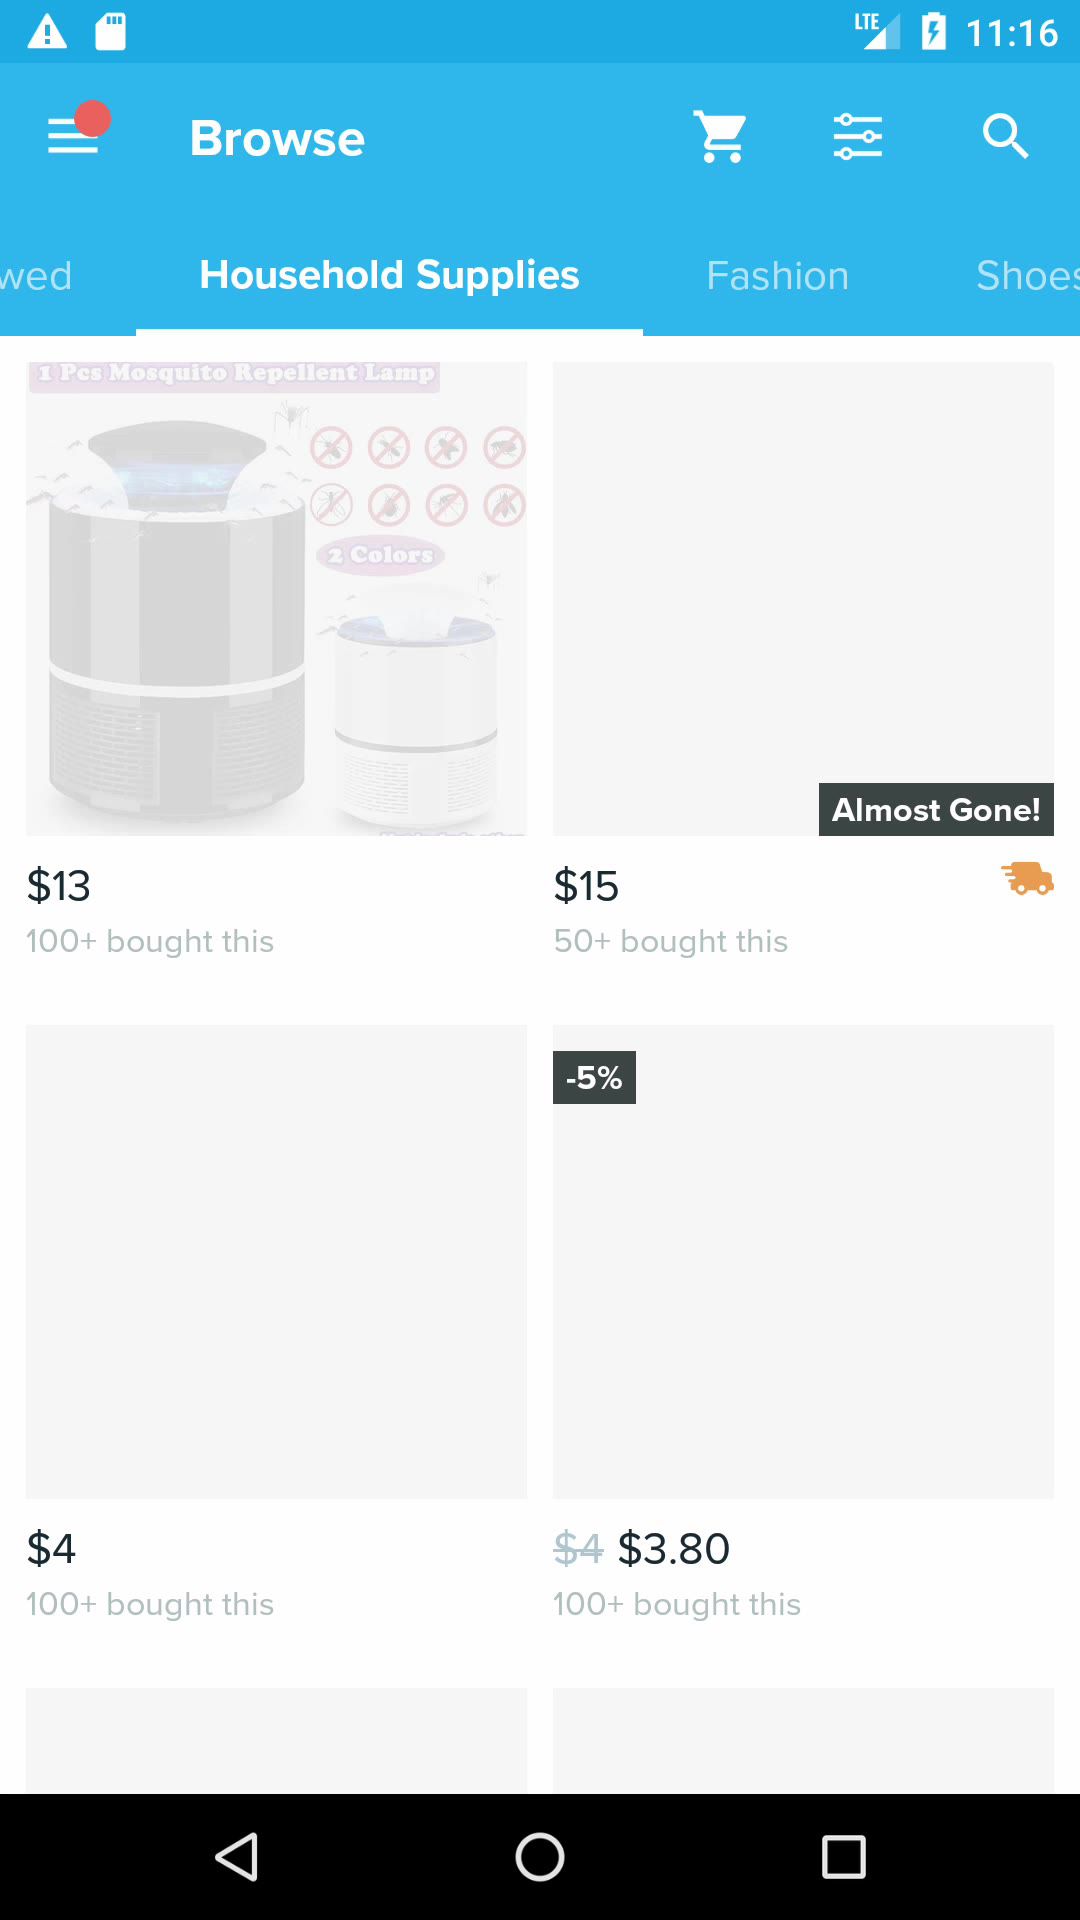 LTE 11:16
Browse
wed Household Supplies Fashion Shoes
1 Pcs Mosquito Repellent Lamp
2 Colors
Almost Gone!
$13 $15
100+ bought this 50+ bought this
-5%
$4 $4 $3.80
100+ bought this 100+ bought this